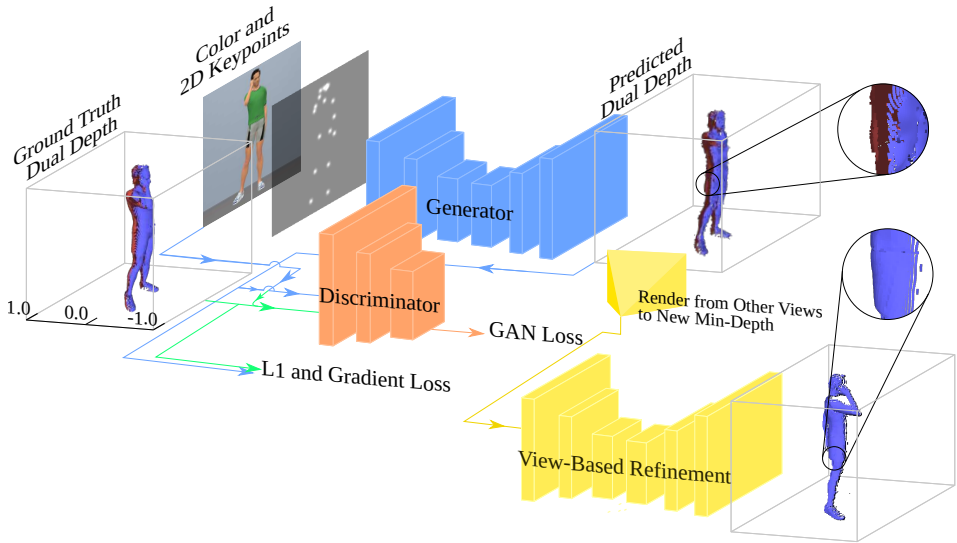 Color and
2D Keypoints
Predicted
Dual Depth
Ground Truth
Dual Depth
Generator
1.0
0.0
-1.0
Discriminator
GAN Loss
Render from Other Views
to New Min-Depth
L1 and Gradient Loss
View-Based Refinement